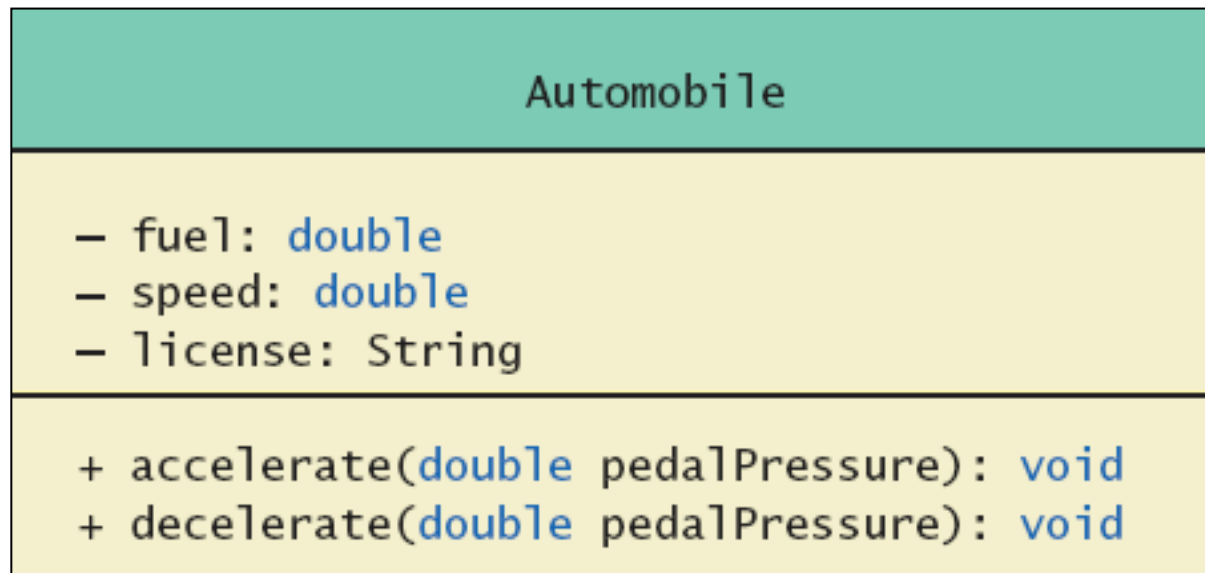 Automobile
– fuel: double
– speed: double
– license: String
+ accelerate(double pedalPressure): void
+ decelerate(double pedalPressure): void